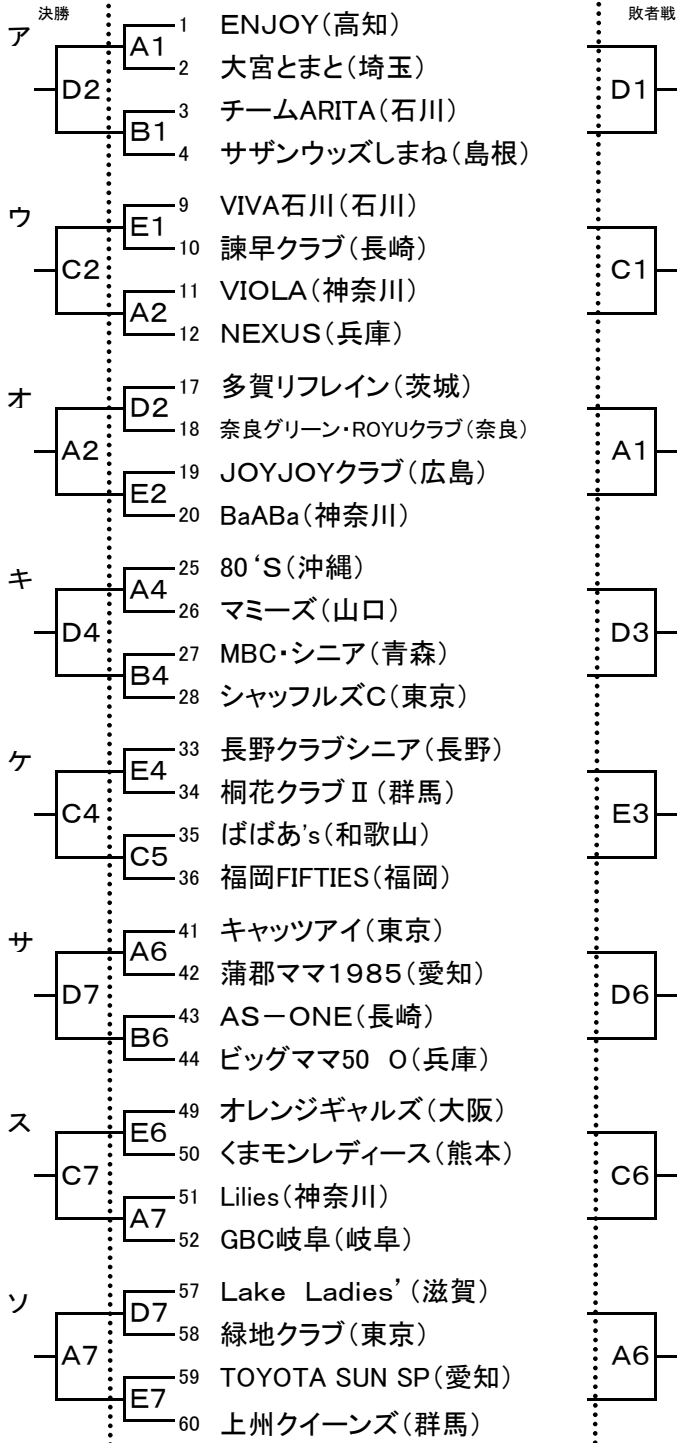 決勝 敗者戦
ア
A1 1 ENJOY(高知)
2 大宮とまと(埼玉)
D2 D1
B1 3 チームARITA(石川)
4 サザンウッズしまね(島根)
ウ
E1 9 VIVA石川(石川)
10 諫早クラブ(長崎)
C2 C1
A2 11 VIOLA(神奈川)
12 NEXUS(兵庫)
オ
D2 17 多賀リフレイン(茨城)
18 奈良グリーン・ROYUクラブ(奈良)
A2 A1
E2 19 JOYJOYクラブ(広島)
20 BaABa(神奈川)
キ
A4 25 80‘S(沖縄)
26 マミーズ(山口)
D4 D3
B4 27 MBC・シニア(青森)
28 シャッフルズC(東京)
ケ
E4 33 長野クラブシニア(長野)
34 桐花クラブⅡ(群馬)
C4 E3
C5 35 ばばあ's(和歌山)
36 福岡FIFTIES(福岡)
サ
A6 41 キャッツアイ(東京)
42 蒲郡ママ1985(愛知)
D7 D6
B6 43 AS－ONE(長崎)
44 ビッグママ50 O(兵庫)
ス
E6 49 オレンジギャルズ(大阪)
50 くまモンレディース(熊本)
C7 C6
A7 51 Lilies(神奈川)
52 GBC岐阜(岐阜)
ソ
D7 57 Lake Ladies’(滋賀)
58 緑地クラブ(東京)
A7 A6
E7 59 TOYOTA SUN SP(愛知)
60 上州クイーンズ(群馬)